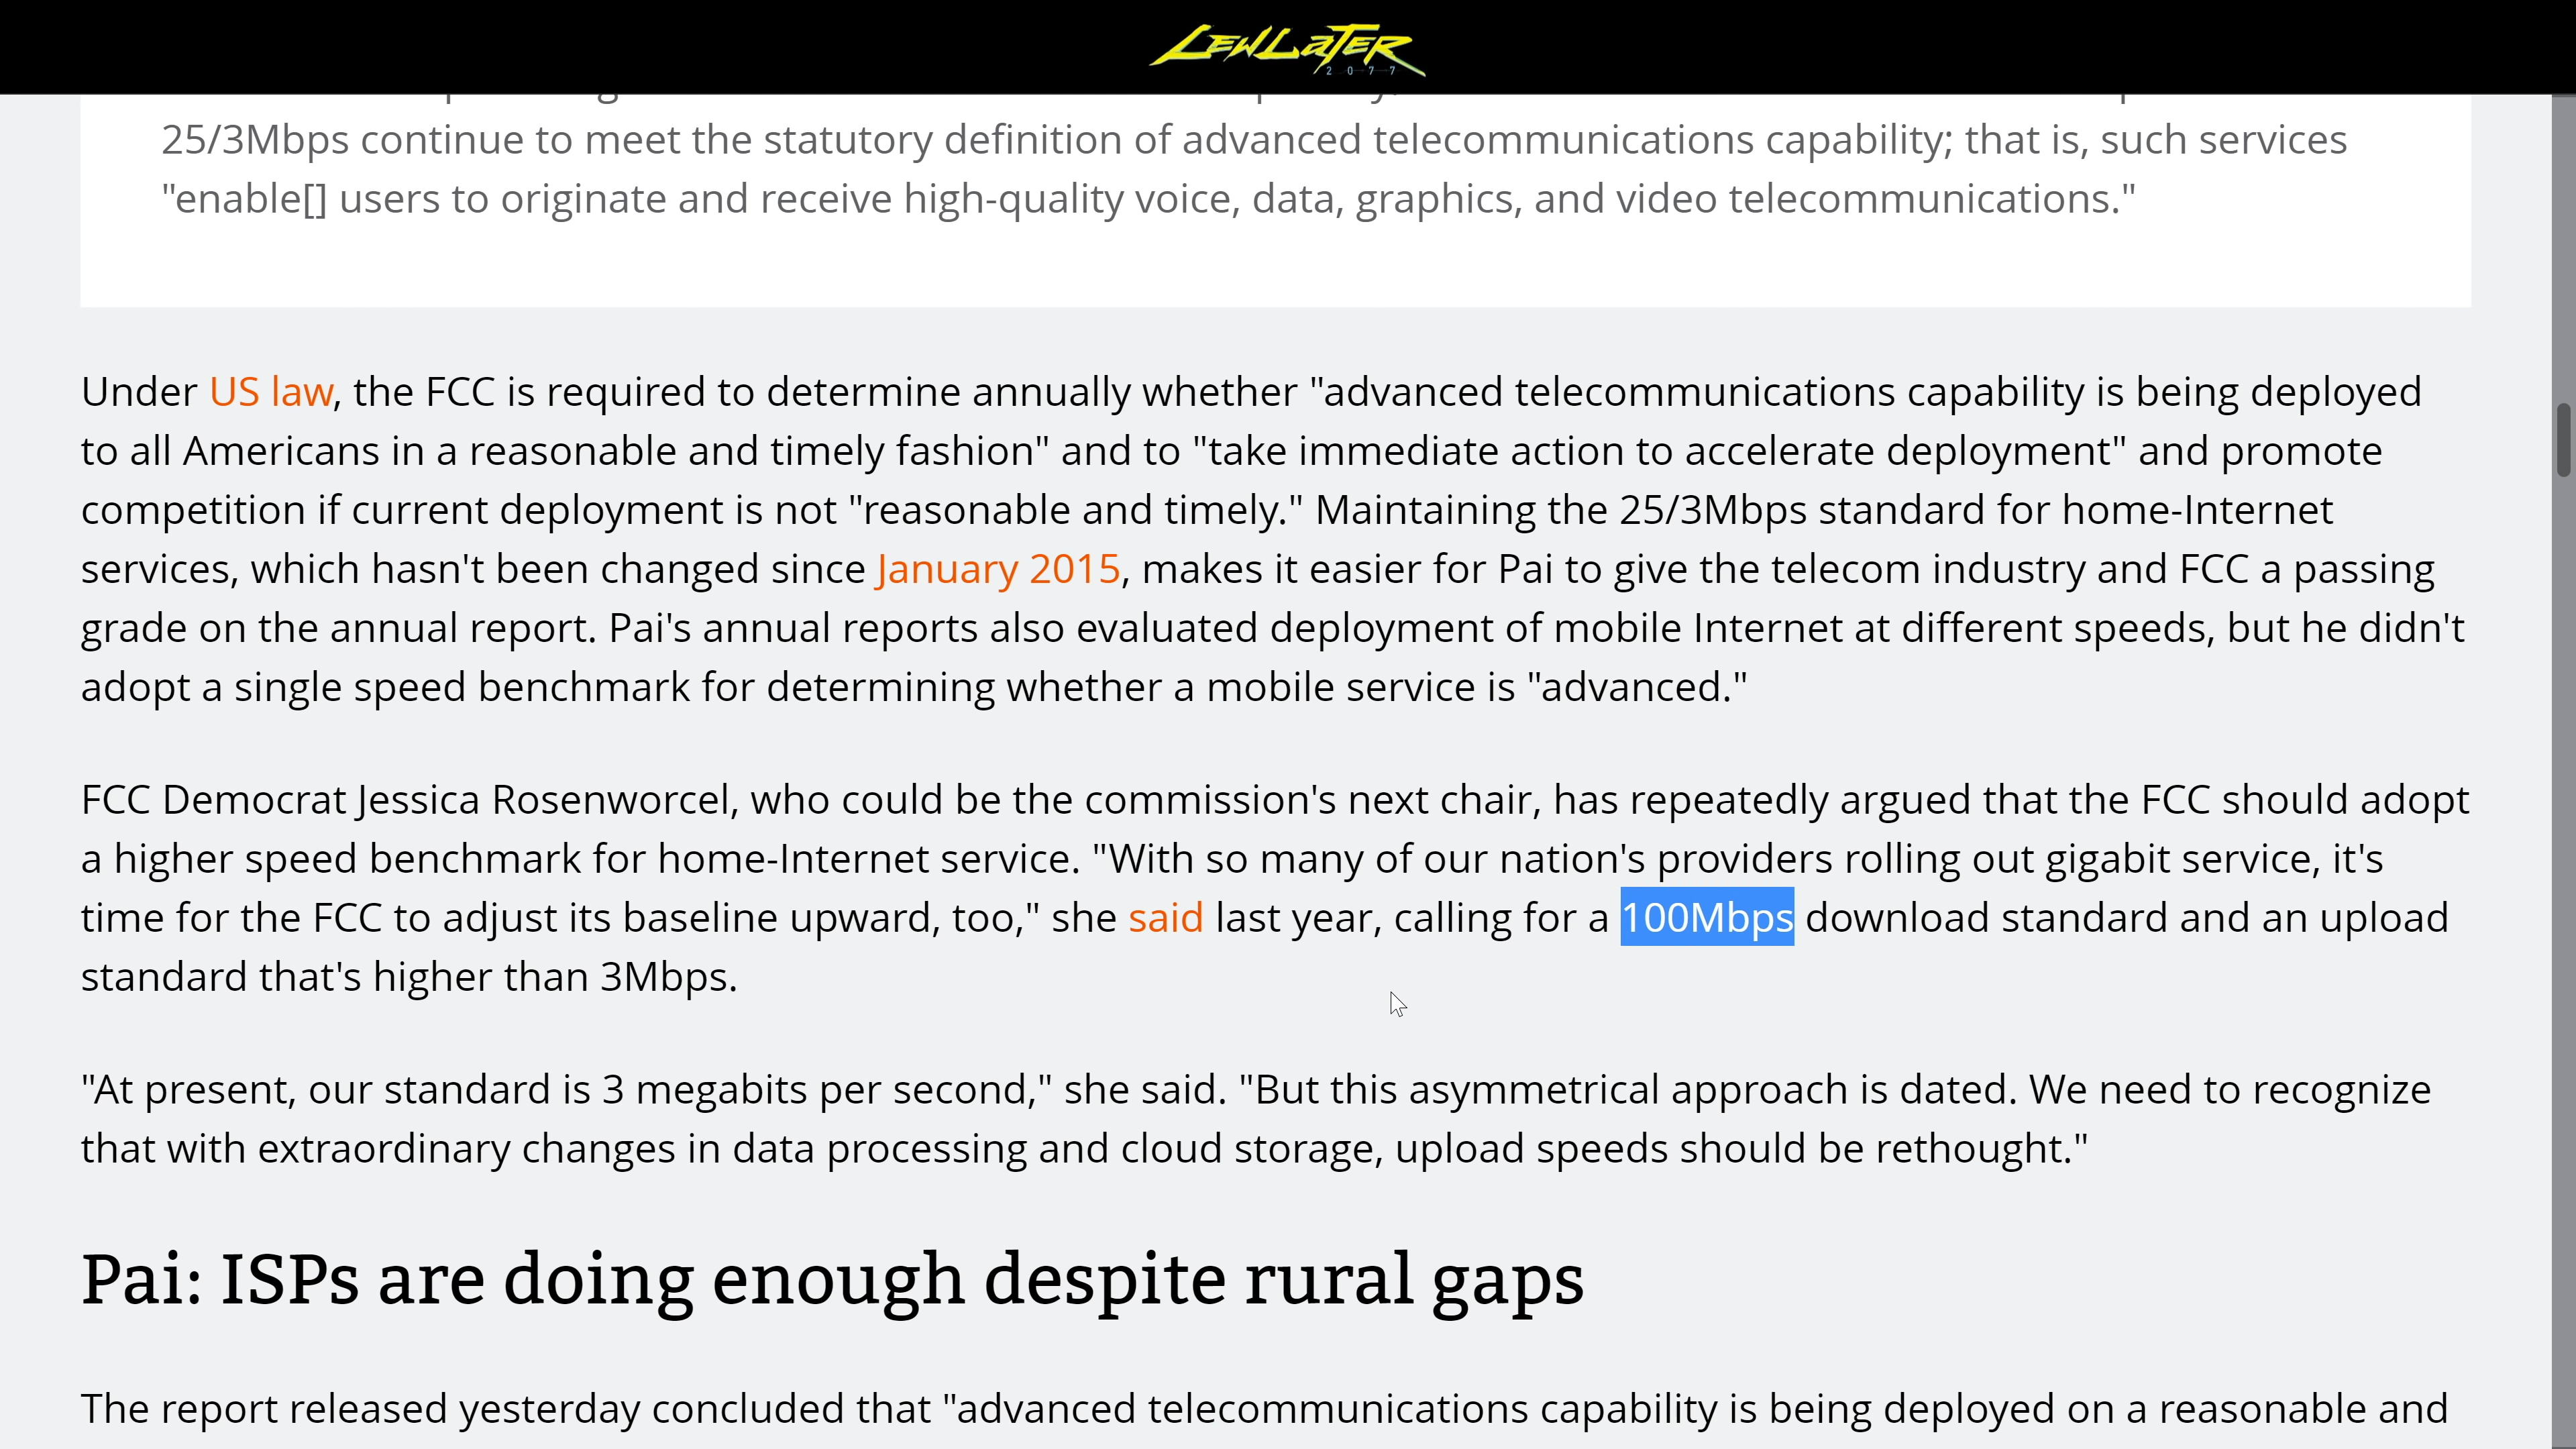 LEWLATER
2077
25/3Mbps continue to meet the statutory definition of advanced telecommunications capability; that is, such services
"enable[] users to originate and receive high-quality voice, data, graphics, and video telecommunications."
Under US law, the FCC is required to determine annually whether "advanced telecommunications capability is being deployed
to all Americans in a reasonable and timely fashion" and to "take immediate action to accelerate deployment" and promote
competition if current deployment is not "reasonable and timely." Maintaining the 25/3Mbps standard for home-Internet
services, which hasn't been changed since January 2015, makes it easier for Pai to give the telecom industry and FCC a passing
grade on the annual report. Pai's annual reports also evaluated deployment of mobile Internet at different speeds, but he didn't
adopt a single speed benchmark for determining whether a mobile service is "advanced."
FCC Democrat Jessica Rosenworcel, who could be the commission's next chair, has repeatedly argued that the FCC should adopt
a higher speed benchmark for home-Internet service. "With so many of our nation's providers rolling out gigabit service, it's
time for the FCC to adjust its baseline upward, too," she said last year, calling for a 100Mbps download standard and an upload
standard that's higher than 3Mbps.
"At present, our standard is 3 megabits per second," she said. "But this asymmetrical approach is dated. We need to recognize
that with extraordinary changes in data processing and cloud storage, upload speeds should be rethought."
Pai: ISPs are doing enough despite rural gaps
The report released yesterday concluded that "advanced telecommunications capability is being deployed on a reasonable and